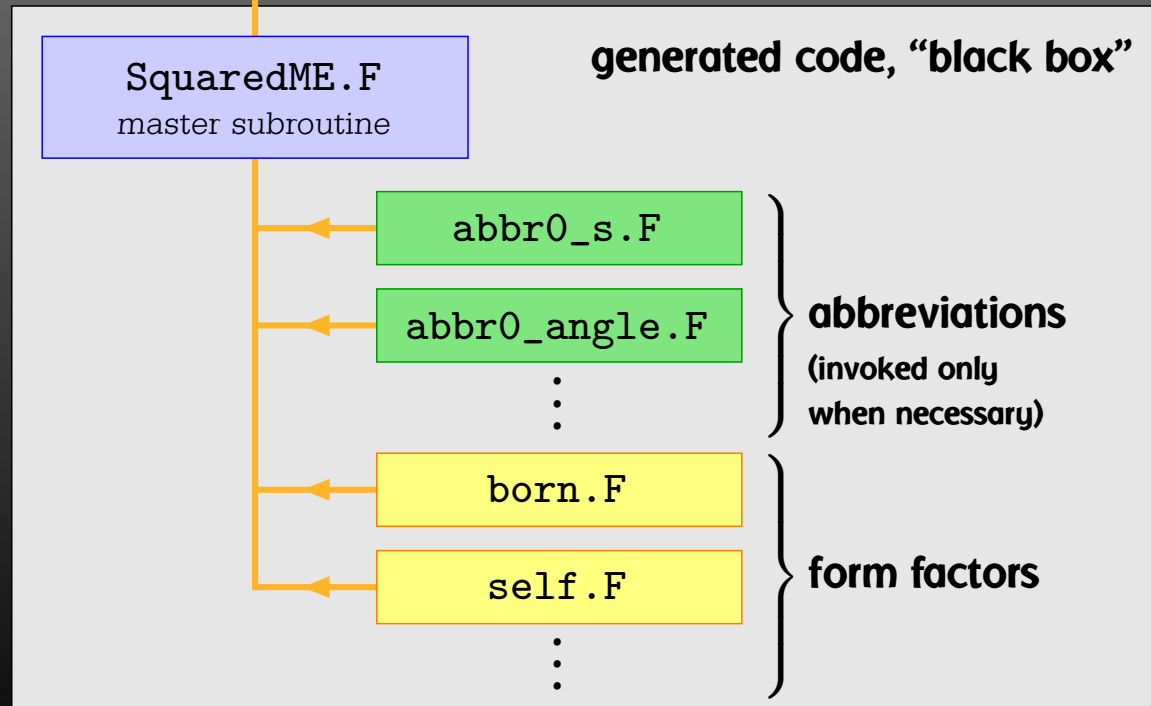 generated code, “black box”
SquaredME.F
master subroutine
abbr0_s.F
abbr0_angle.F
abbreviations
(invoked only
when necessary)
born.F
self.F
form factors